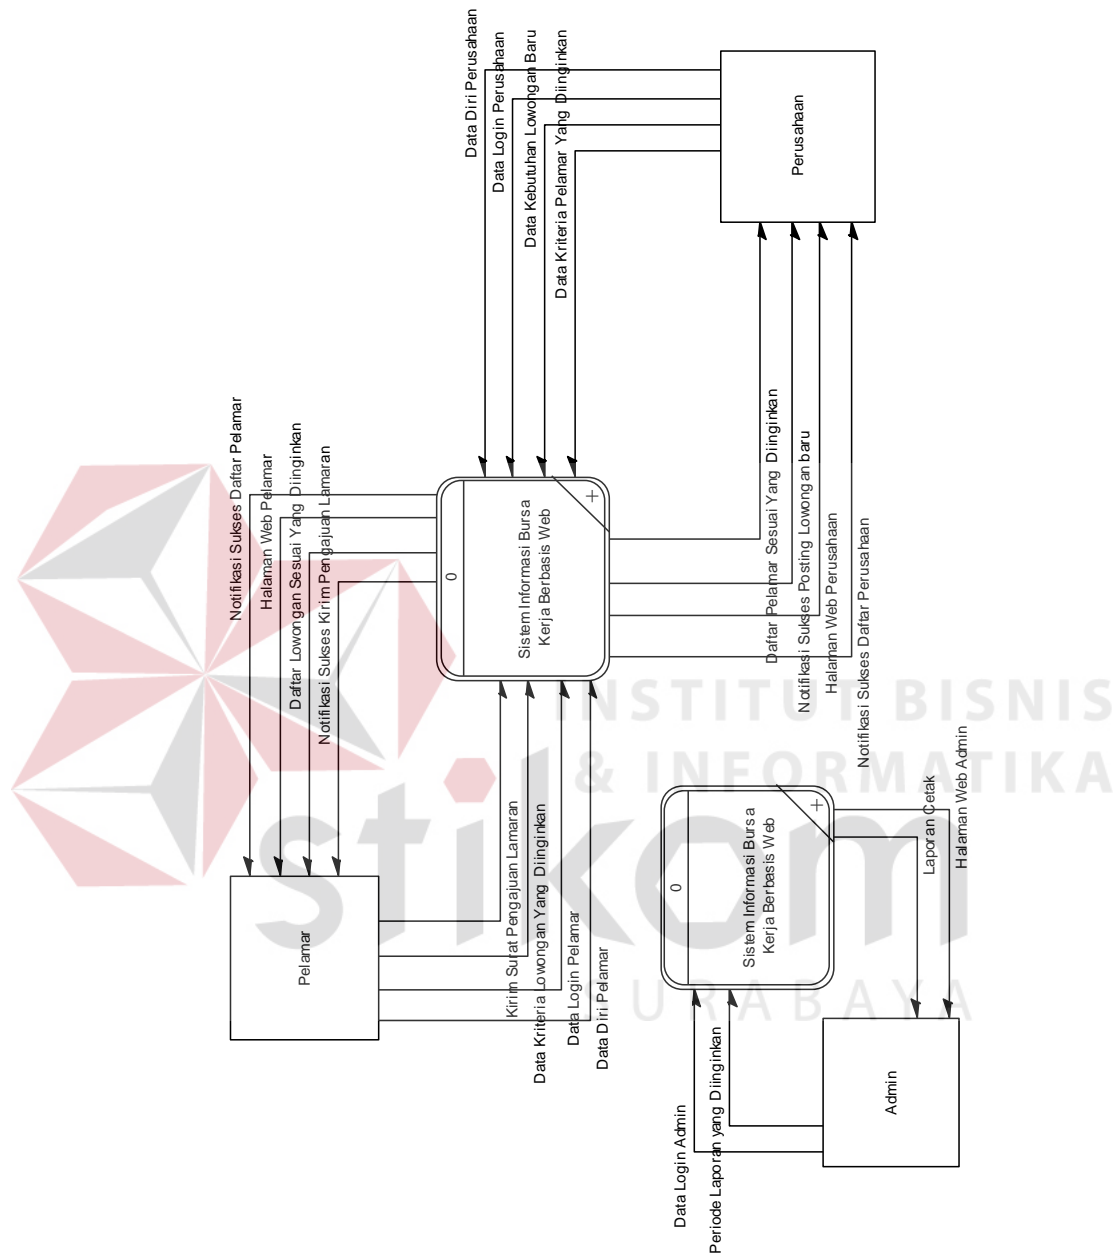 Notifikasi Sukses Daftar Pelamar
Halaman Web Pelamar
Daftar Lowongan Sesuai Yang Diinginkan
Notifikasi Sukses Kirim Pengajuan Lamaran
Pelamar
Kirim Surat Pengajuan Lamaran
Data Kriteria Lowongan Yang Diinginkan
Data Login Pelamar
Data Diri Pelamar
0
Sistem Informasi Bursa
Kerja Berbasis Web
+
Data Diri Perusahaan
Data Login Perusahaan
Data Kebutuhan Lowongan Baru
Data Kriteria Pelamar Yang Diinginkan
Perusahaan
Daftar Pelamar Sesuai Yang Diinginkan
Notifikasi Sukses Posting Lowongan baru
Halaman Web Perusahaan
Notifikasi Sukses Daftar Perusahaan
0
Sistem Informasi Bursa
Kerja Berbasis Web
+
Laporan Cetak
Halaman Web Admin
Admin
Data Login Admin
Periode Laporan yang Diinginkan
INSTITUT BISNIS
& INFORMATIKA
stikom
SURABAYA